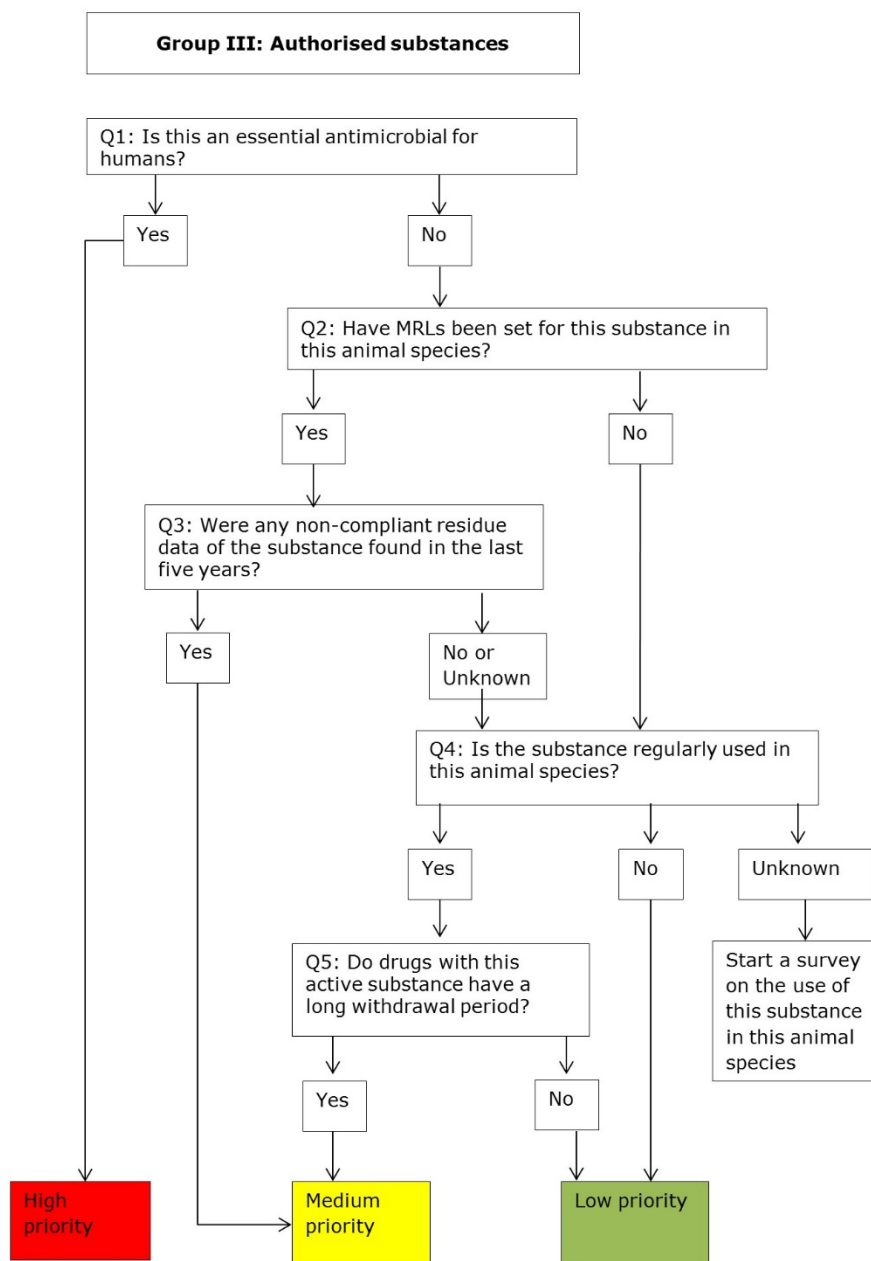 Group III: Authorised substances
Q1: Is this an essential antimicrobial for
humans?
Yes
No
Q2: Have MRLs been set for this substance in
this animal species?
Yes
No
Q3: Were any non-compliant residue
data of the substance found in the last
five years?
Yes
No or
Unknown
Q4: Is the substance regularly used in
this animal species?
Yes
No
Unknown
Q5: Do drugs with this
active substance have a
long withdrawal period?
Start a survey
on the use of
this substance
in this animal
species
Yes
No
High
priority
Medium
priority
Low priority